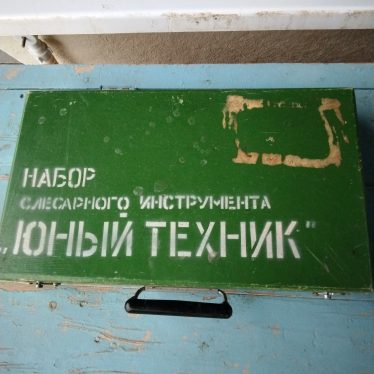 НАБОР
СЛЕСАРНОГО ИНСТРУМЕНТА
„ЮНЫЙ ТЕХНИК"